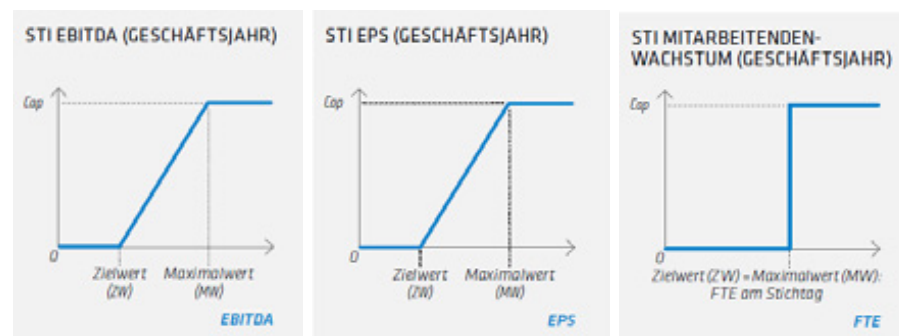 STI EBITDA (GESCHÄFTSJAHR)
Cap
0
Zielwert
(ZW)
Maximalwert
(MW)
EBITDA
STI EPS (GESCHÄFTSJAHR)
Cap
0
Zielwert
(ZW)
Maximalwert
(MW)
EPS
STI MITARBEITENDEN-
WACHSTUM (GESCHÄFTSJAHR)
Cap
0
Zielwert (ZW) = Maximalwert (MW):
FTE am Stichtag
FTE